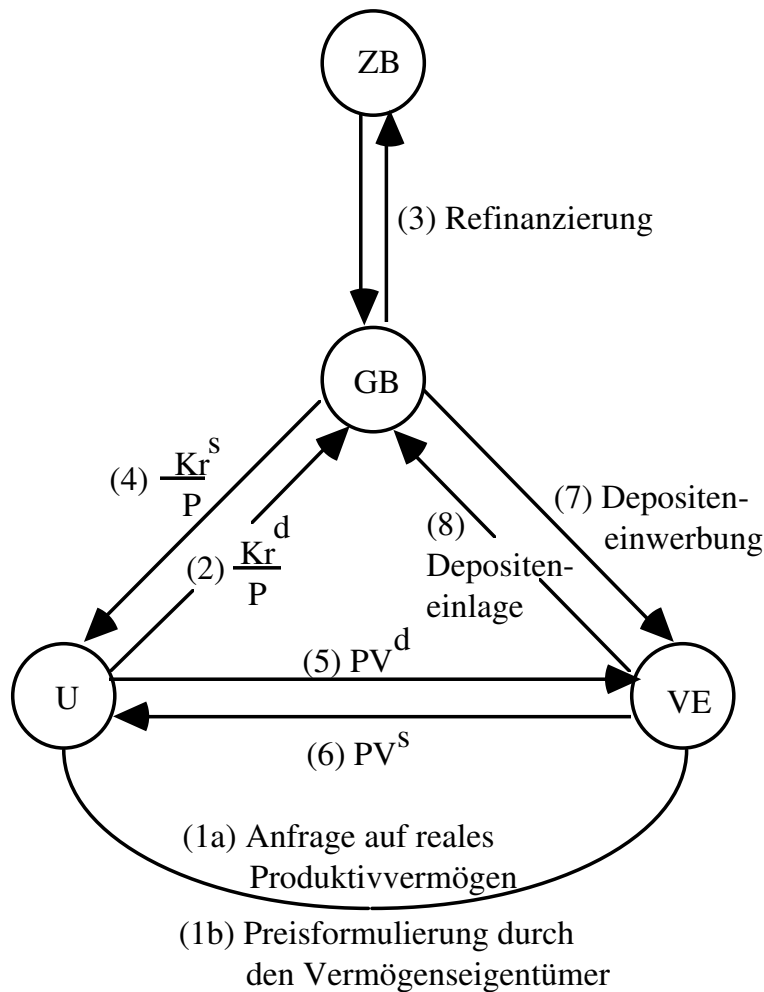 ZB
(3) Refinanzierung
GB
(4) Kr^s
P
(7) Depositen-
einwerbung
(8)
Depositen-
einlage
(2) Kr^d
P
U
(5) PV^d
VE
(6) PV^s
(1a) Anfrage auf reales
Produktivvermögen
(1b) Preisformulierung durch
den Vermögenseigentümer